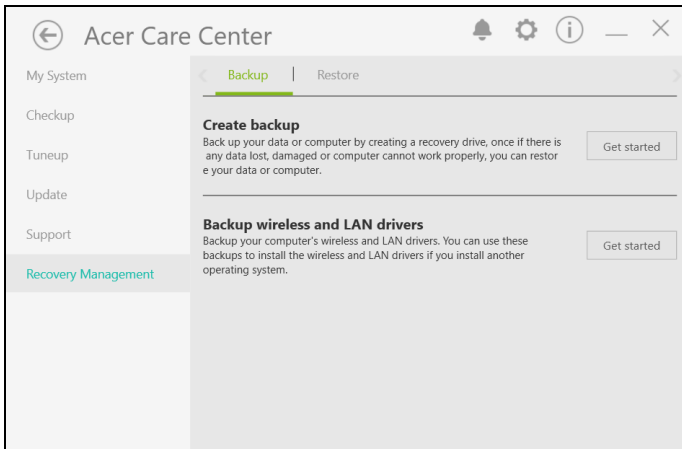 Acer Care Center
My System
Checkup
Tuneup
Update
Support
Recovery Management
Backup
Restore
Create backup
Back up your data or computer by creating a recovery drive, once if there is
any data lost, damaged or computer cannot work properly, you can restor
e your data or computer.
Get started
Backup wireless and LAN drivers
Backup your computer's wireless and LAN drivers. You can use these
backups to install the wireless and LAN drivers if you install another
operating system.
Get started